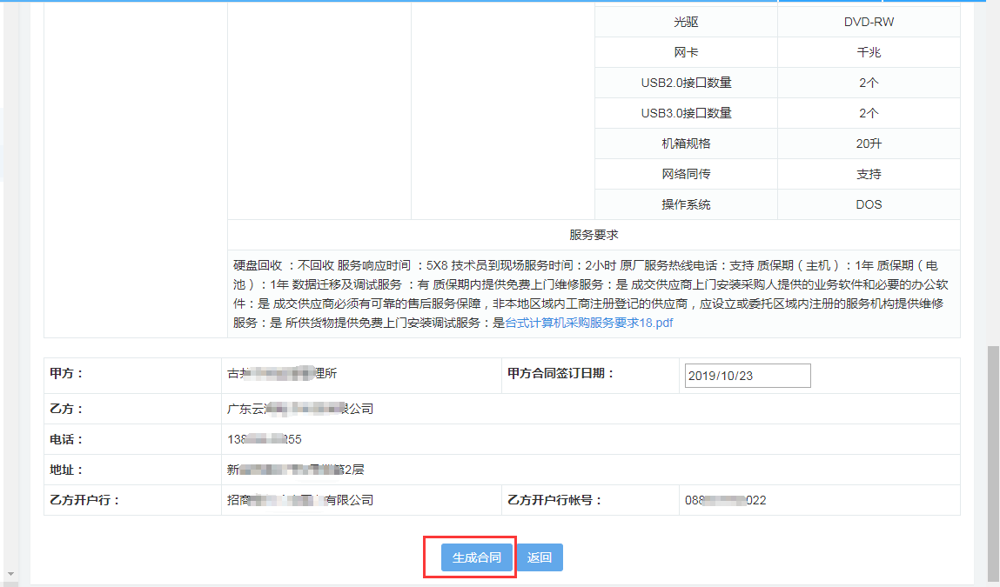 光驱 DVD-RW
网卡 千兆
USB2.0接口数量 2个
USB3.0接口数量 2个
机箱规格 20升
网络同传 支持
操作系统 DOS
服务要求
硬盘回收 ：不回收 服务响应时间 ：5X8 技术员到现场服务时间：2小时 原厂服务热线电话：支持 质保期（主机）：1年 质保期（电
池）：1年 数据迁移及调试服务 ：有 质保期内提供免费上门维修服务：是 成交供应商上门安装采购人提供的业务软件和必要的办公软
件：是 成交供应商必须有可靠的售后服务保障，非本地区域内工商注册登记的供应商，应设立或委托区域内注册的服务机构提供维修
服务：是 所供货物提供免费上门安装调试服务：是台式计算机采购服务要求18.pdf
甲方： 古 理所 甲方合同签订日期： 2019/10/23
乙方： 广东云 限公司
电话： 138 255
地址： 新 第2层
乙方开户行： 招商 有限公司 乙方开户行帐号： 088 022
生成合同 返回